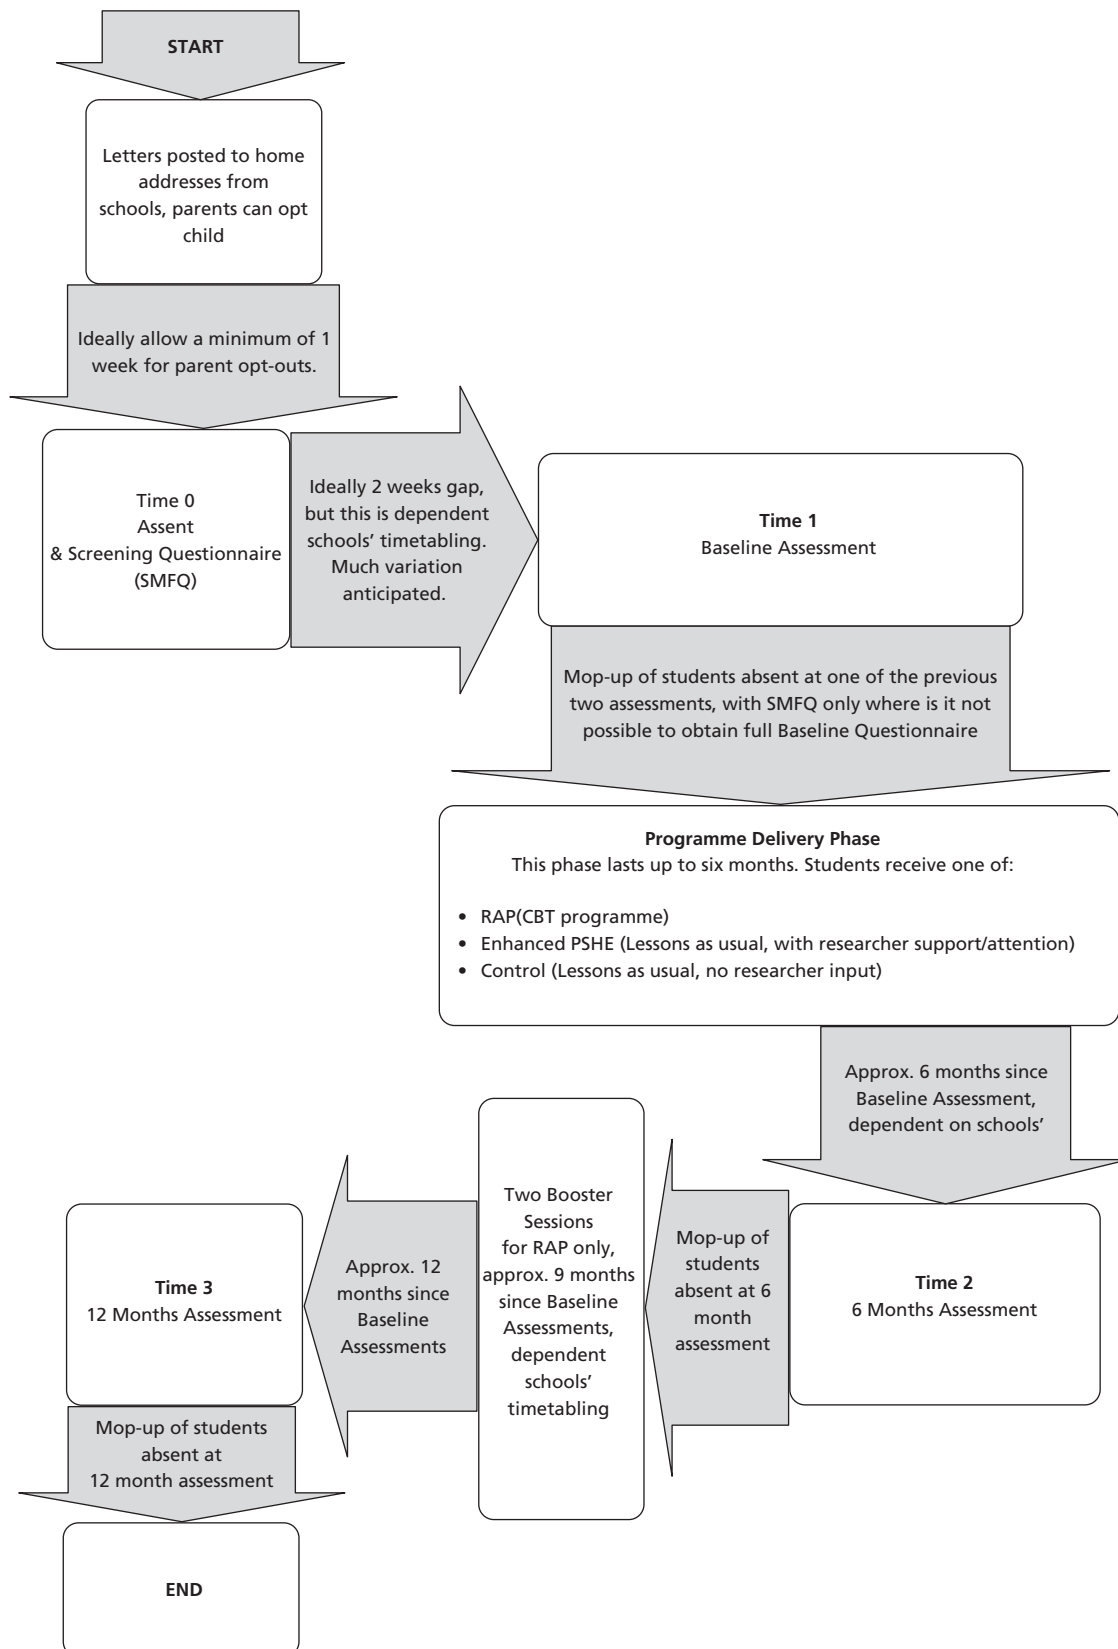 START
Letters posted to home
addresses from
schools, parents can opt
child
Ideally allow a minimum of 1
week for parent opt-outs.
Time 0
Assent
& Screening Questionnaire
(SMFQ)
Ideally 2 weeks gap,
but this is dependent
schools’ timetabling.
Much variation
anticipated.
Time 1
Baseline Assessment
Mop-up of students absent at one of the previous
two assessments, with SMFQ only where is it not
possible to obtain full Baseline Questionnaire
Programme Delivery Phase
This phase lasts up to six months. Students receive one of:
• RAP(CBT programme)
• Enhanced PSHE (Lessons as usual, with researcher support/attention)
• Control (Lessons as usual, no researcher input)
Approx. 6 months since
Baseline Assessment,
dependent on schools’
Time 2
6 Months Assessment
Mop-up of
students
absent at 6
month
assessment
Two Booster
Sessions
for RAP only,
approx. 9 months
since Baseline
Assessments,
dependent
schools’
timetabling
Approx. 12
months since
Baseline
Assessments
Time 3
12 Months Assessment
Mop-up of students
absent at
12 month assessment
END